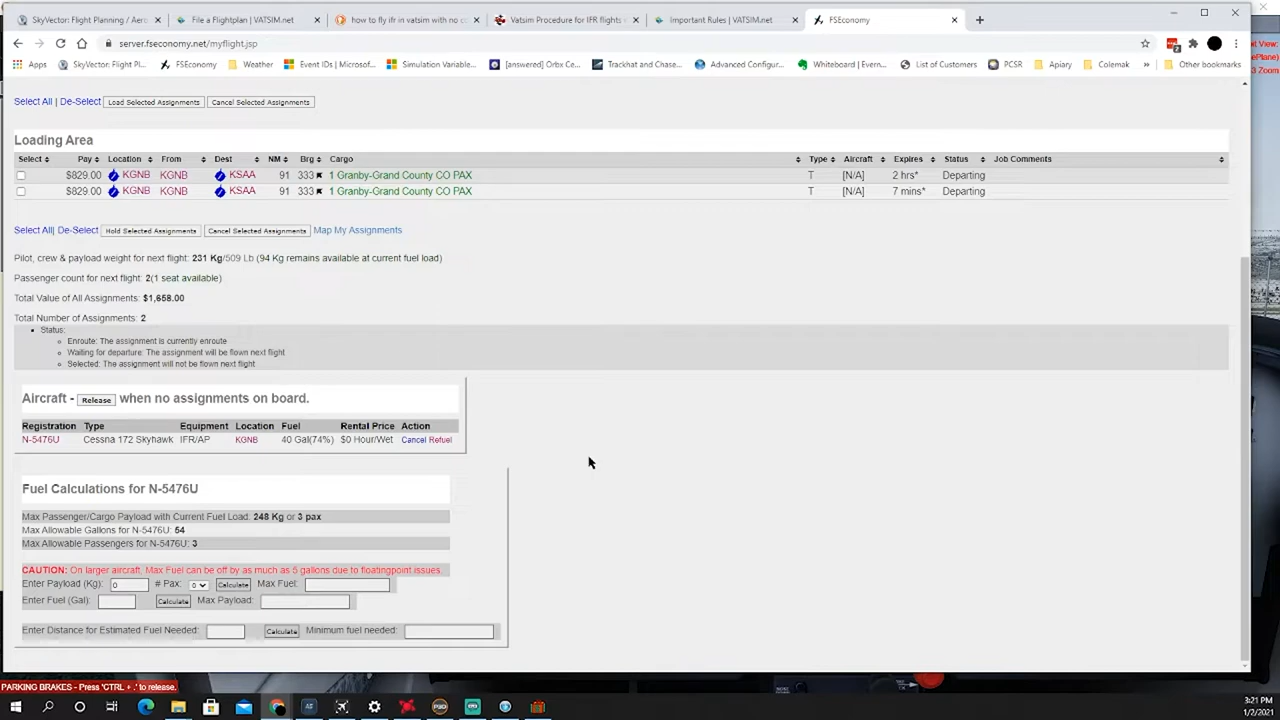 SkyVector: Flight Planning / Aero
File a Flightplan | VATSIM.net
how to fly ifr in vatsim with no co
Vatsim Procedure for IFR flights
Important Rules | VATSIM.net
FSEconomy
server.fseconomy.net/myflight.jsp
Apps SkyVector: Flight Pl... FSEconomy Weather Event IDs | Microsof... Simulation Variable... [answered] Orbx Ce... Trackhat and Chase... Advanced Configur... Whiteboard | Evern... List of Customers PCSR Apiary Colemak » Other bookmarks
Select All | De-Select Load Selected Assignments Cancel Selected Assignments
Loading Area
Select Pay Location From Dest NM Brg Cargo Type Aircraft Expires Status Job Comments
$829.00 KGNB KGNB KSAA 91 333 1 Granby-Grand County CO PAX T [N/A] 2 hrs* Departing
$829.00 KGNB KGNB KSAA 91 333 1 Granby-Grand County CO PAX T [N/A] 7 mins* Departing
Select All| De-Select Hold Selected Assignments Cancel Selected Assignments Map My Assignments
Pilot, crew & payload weight for next flight: 231 Kg/509 Lb (94 Kg remains available at current fuel load)
Passenger count for next flight: 2(1 seat available)
Total Value of All Assignments: $1,658.00
Total Number of Assignments: 2
Status:
Enroute: The assignment is currently enroute
Waiting for departure: The assignment will be flown next flight
Selected: The assignment will not be flown next flight
Aircraft - Release when no assignments on board.
Registration Type Equipment Location Fuel Rental Price Action
N-5476U Cessna 172 Skyhawk IFR/AP KGNB 40 Gal(74%) $0 Hour/Wet Cancel Refuel
Fuel Calculations for N-5476U
Max Passenger/Cargo Payload with Current Fuel Load: 248 Kg or 3 pax
Max Allowable Gallons for N-5476U: 54
Max Allowable Passengers for N-5476U: 3
CAUTION: On larger aircraft, Max Fuel can be off by as much as 5 gallons due to floatingpoint issues.
Enter Payload (Kg): 0 # Pax: 0 Calculate Max Fuel:
Enter Fuel (Gal): Calculate Max Payload:
Enter Distance for Estimated Fuel Needed: Calculate Minimum fuel needed:
PARKING BRAKES - Press 'CTRL + .' to release.
3:21 PM
1/2/2021